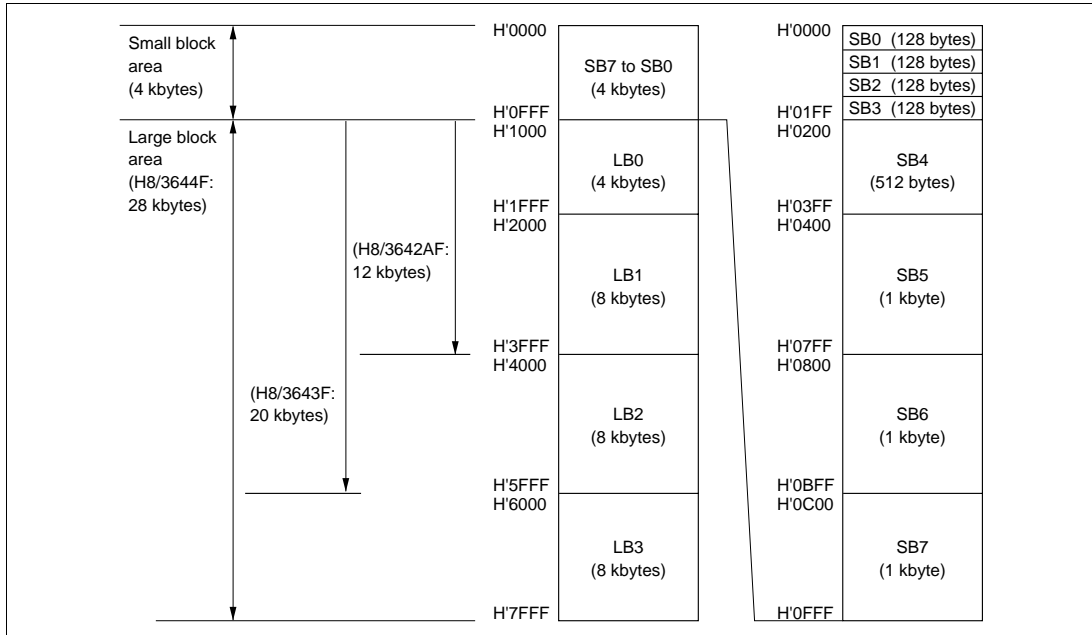 Small block
area
(4 kbytes)
Large block
area
(H8/3644F:
28 kbytes)
(H8/3642AF:
12 kbytes)
(H8/3643F:
20 kbytes)
H'0000
SB7 to SB0
(4 kbytes)
H'0FFF
H'1000
LB0
(4 kbytes)
H'1FFF
H'2000
LB1
(8 kbytes)
H'3FFF
H'4000
LB2
(8 kbytes)
H'5FFF
H'6000
LB3
(8 kbytes)
H'7FFF
H'0000
SB0 (128 bytes)
SB1 (128 bytes)
SB2 (128 bytes)
SB3 (128 bytes)
H'01FF
H'0200
SB4
(512 bytes)
H'03FF
H'0400
SB5
(1 kbyte)
H'07FF
H'0800
SB6
(1 kbyte)
H'0BFF
H'0C00
SB7
(1 kbyte)
H'0FFF